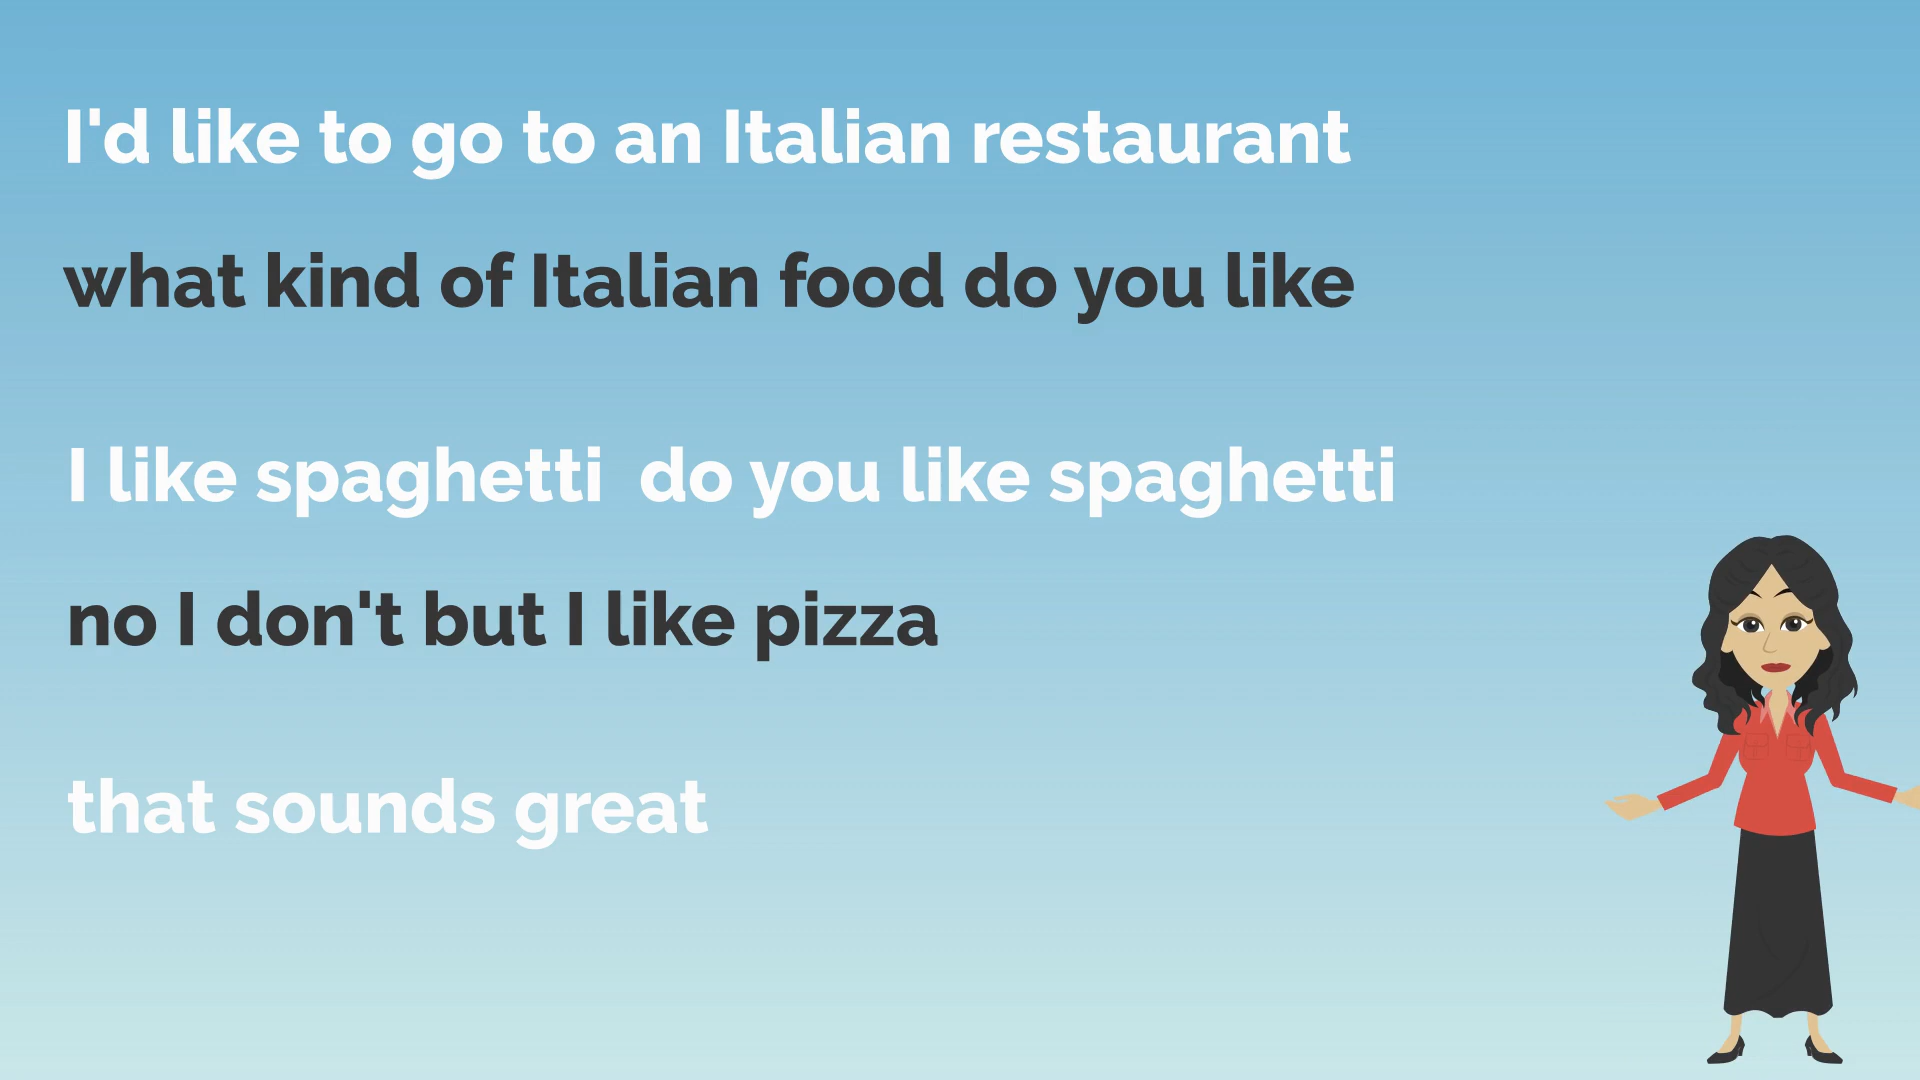 I'd like to go to an Italian restaurant
what kind of Italian food do you like
I like spaghetti  do you like spaghetti
no I don't but I like pizza
that sounds great